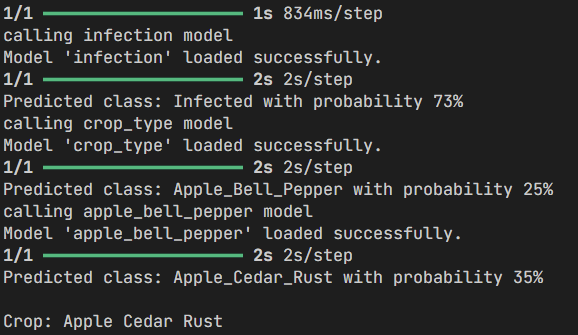 1/1 ━━━━━━━━━━━━━━━━━━━━ 1s 834ms/step
calling infection model
Model 'infection' loaded successfully.
1/1 ━━━━━━━━━━━━━━━━━━━━ 2s 2s/step
Predicted class: Infected with probability 73%
calling crop_type model
Model 'crop_type' loaded successfully.
1/1 ━━━━━━━━━━━━━━━━━━━━ 2s 2s/step
Predicted class: Apple_Bell_Pepper with probability 25%
calling apple_bell_pepper model
Model 'apple_bell_pepper' loaded successfully.
1/1 ━━━━━━━━━━━━━━━━━━━━ 2s 2s/step
Predicted class: Apple_Cedar_Rust with probability 35%
Crop: Apple Cedar Rust